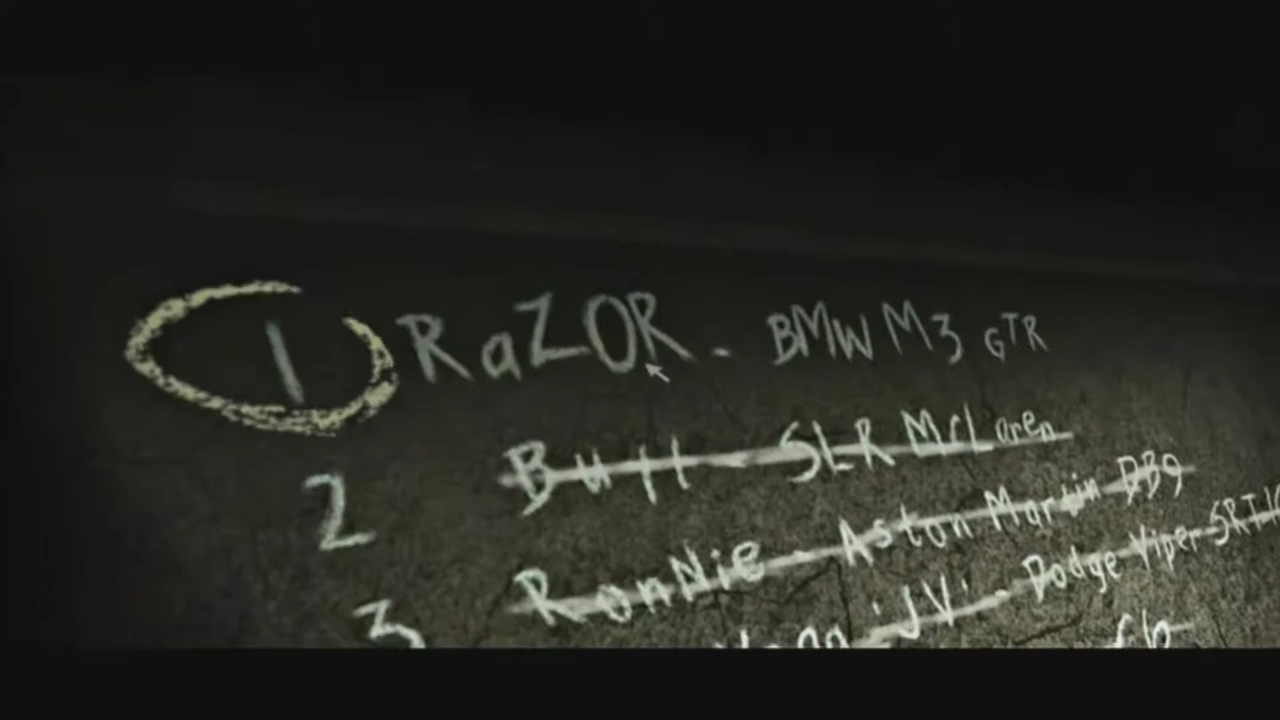 1 RaZOR - BMW M3 GTR
2 Bull - SLR McLaren
3 RonNie - Aston Martin DB9
'JV' - Dodge Viper SRT10